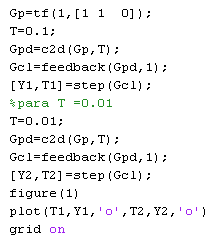 Gp=tf(1,[1 1  0]);
T=0.1;
Gpd=c2d(Gp,T);
Gcl=feedback(Gpd,1);
[Y1,T1]=step(Gcl);
%para T =0.01
T=0.01;
Gpd=c2d(Gp,T);
Gcl=feedback(Gpd,1);
[Y2,T2]=step(Gcl);
figure(1)
plot(T1,Y1,'o',T2,Y2,'o')
grid on